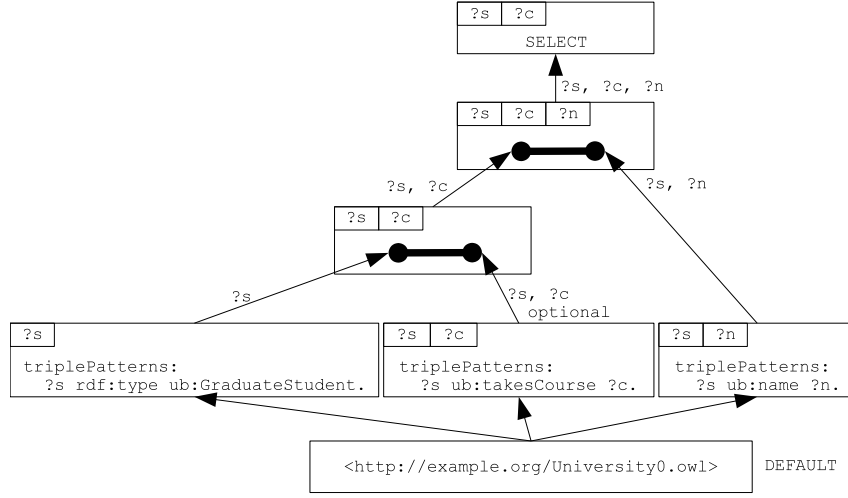 ?s ?c
SELECT
?s, ?c, ?n
?s ?c ?n
?s, ?c
?s, ?n
?s ?c
?s
?s, ?c
optional
?s
triplePatterns:
?s rdf:type ub:GraduateStudent.
?s ?c
triplePatterns:
?s ub:takesCourse ?c.
?s ?n
triplePatterns:
?s ub:name ?n.
<http://example.org/University0.owl>
DEFAULT